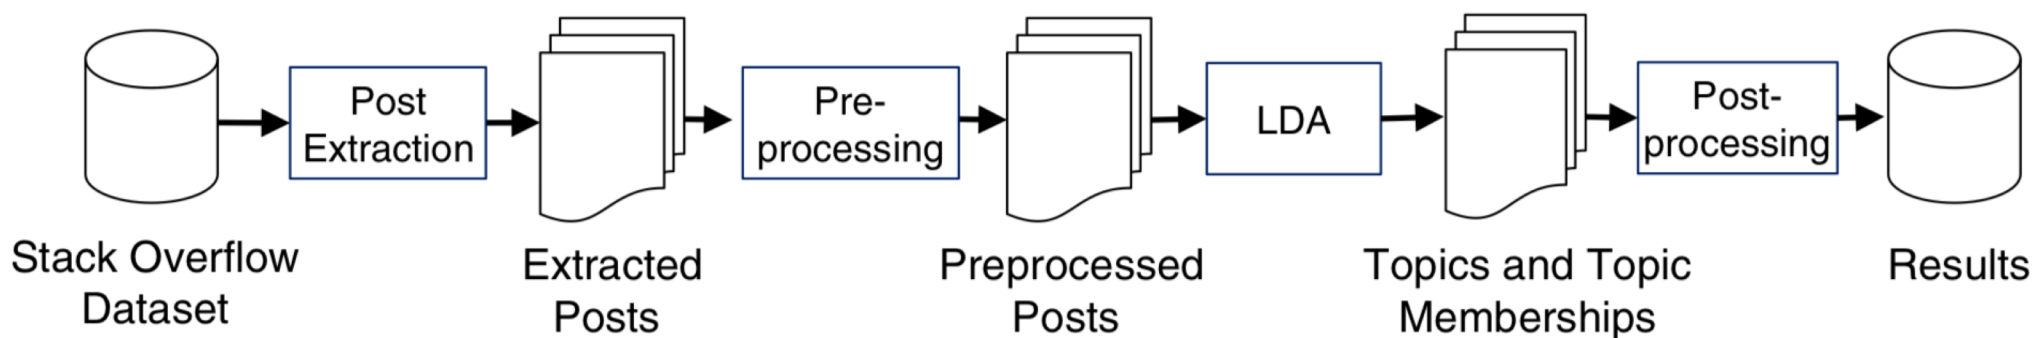 Post
Extraction
Pre-
processing
LDA
Post-
processing
Stack Overflow
Dataset
Extracted
Posts
Preprocessed
Posts
Topics and Topic
Memberships
Results